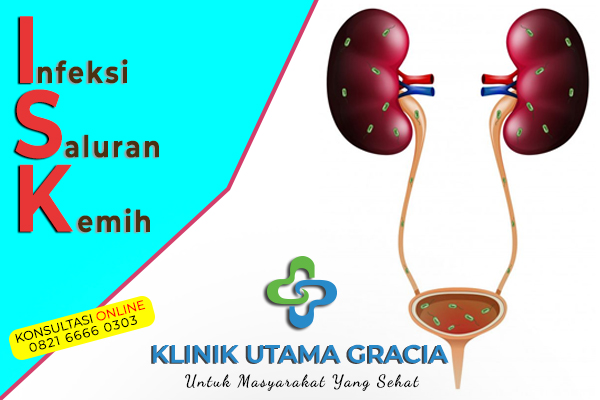 Infeksi
Saluran
Kemih
KONSULTASI ONLINE
0821 6666 0303
KLINIK UTAMA GRACIA
Untuk Masyarakat Yang Sehat